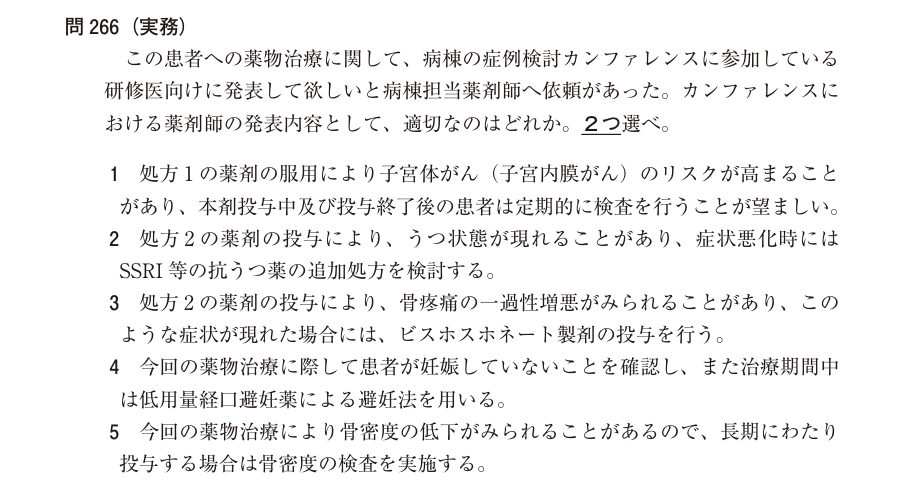 問 266（実務）
この患者への薬物治療に関して、病棟の症例検討カンファレンスに参加している
研修医向けに発表して欲しいと病棟担当薬剤師へ依頼があった。カンファレンスに
おける薬剤師の発表内容として、適切なのはどれか。２つ選べ。
1 処方１の薬剤の服用により子宮体がん（子宮内膜がん）のリスクが高まること
があり、本剤投与中及び投与終了後の患者は定期的に検査を行うことが望ましい。
2 処方２の薬剤の投与により、うつ状態が現れることがあり、症状悪化時には
SSRI 等の抗うつ薬の追加処方を検討する。
3 処方２の薬剤の投与により、骨疼痛の一過性増悪がみられることがあり、この
ような症状が現れた場合には、ビスホスホネート製剤の投与を行う。
4 今回の薬物治療に際して患者が妊娠していないことを確認し、また治療期間中
は低用量経口避妊薬による避妊法を用いる。
5 今回の薬物治療により骨密度の低下がみられることがあるので、長期にわたり
投与する場合は骨密度の検査を実施する。